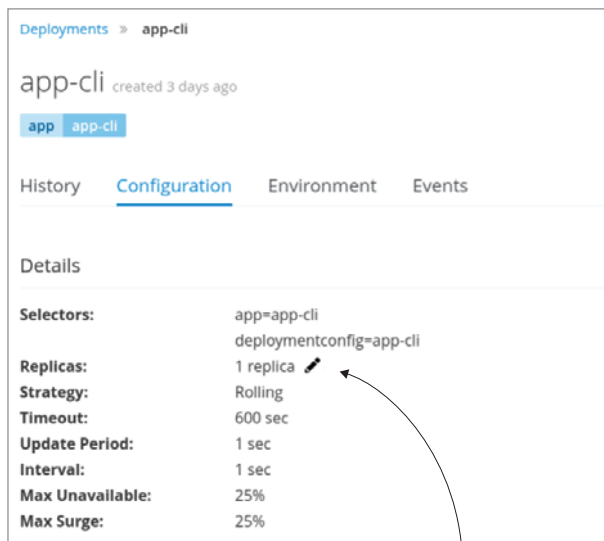 Deployments » app-cli
app-cli created 3 days ago
app app-cli
History Configuration Environment Events
Details
Selectors: app=app-cli
deploymentconfig=app-cli
Replicas: 1 replica
Strategy: Rolling
Timeout: 600 sec
Update Period: 1 sec
Interval: 1 sec
Max Unavailable: 25%
Max Surge: 25%